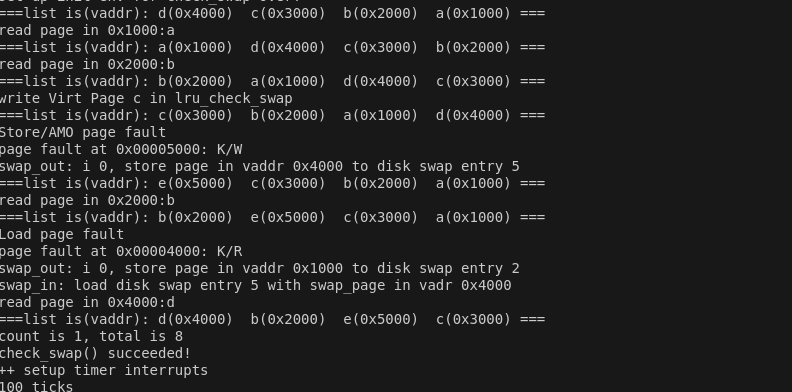 ===list is(vaddr): d(0x4000)  c(0x3000)  b(0x2000)  a(0x1000) ===
read page in 0x1000:a
===list is(vaddr): a(0x1000)  d(0x4000)  c(0x3000)  b(0x2000) ===
read page in 0x2000:b
===list is(vaddr): b(0x2000)  a(0x1000)  d(0x4000)  c(0x3000) ===
write Virt Page c in lru_check_swap
===list is(vaddr): c(0x3000)  b(0x2000)  a(0x1000)  d(0x4000) ===
Store/AMO page fault
page fault at 0x00005000: K/W
swap_out: i 0, store page in vaddr 0x4000 to disk swap entry 5
===list is(vaddr): e(0x5000)  c(0x3000)  b(0x2000)  a(0x1000) ===
read page in 0x2000:b
===list is(vaddr): b(0x2000)  e(0x5000)  c(0x3000)  a(0x1000) ===
Load page fault
page fault at 0x00004000: K/R
swap_out: i 0, store page in vaddr 0x1000 to disk swap entry 2
swap_in: load disk swap entry 5 with swap_page in vadr 0x4000
read page in 0x4000:d
===list is(vaddr): d(0x4000)  b(0x2000)  e(0x5000)  c(0x3000) ===
count is 1, total is 8
check_swap() succeeded!
++ setup timer interrupts
100 ticks